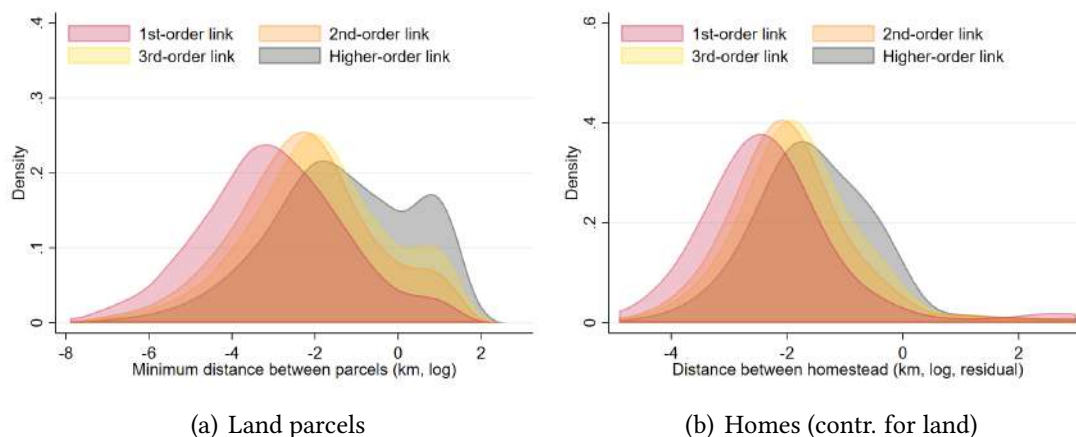 .4
.3
.2
.1
0
Density
1st-order link
2nd-order link
3rd-order link
Higher-order link
-8
-6
-4
-2
0
2
Minimum distance between parcels (km, log)
(a) Land parcels
.6
.4
.2
0
Density
1st-order link
2nd-order link
3rd-order link
Higher-order link
-4
-2
0
2
Distance between homestead (km, log, residual)
(b) Homes (contr. for land)